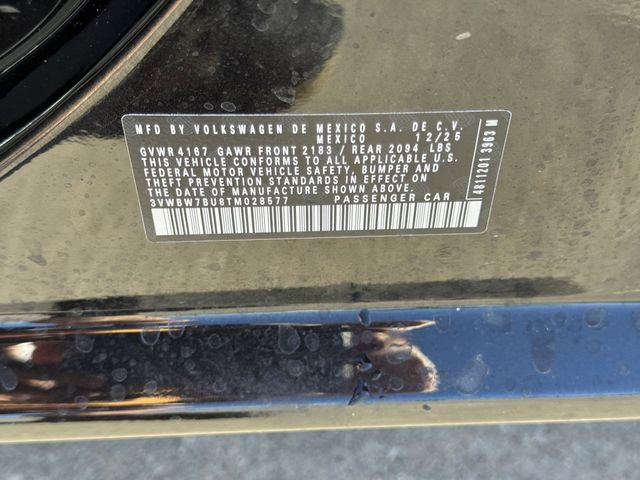 MFD BY VOLKSWAGEN DE MEXICO S.A. DE C.V.
MEXICO 12/25
GVWR 4167 GAWR FRONT 2183 / REAR 2094 LBS
THIS VEHICLE CONFORMS TO ALL APPLICABLE U.S.
FEDERAL MOTOR VEHICLE SAFETY, BUMPER AND
THEFT PREVENTION STANDARDS IN EFFECT ON
THE DATE OF MANUFACTURE SHOWN ABOVE.
3VWBW7BU8TM028577 PASSENGER CAR
4811201 3963 M